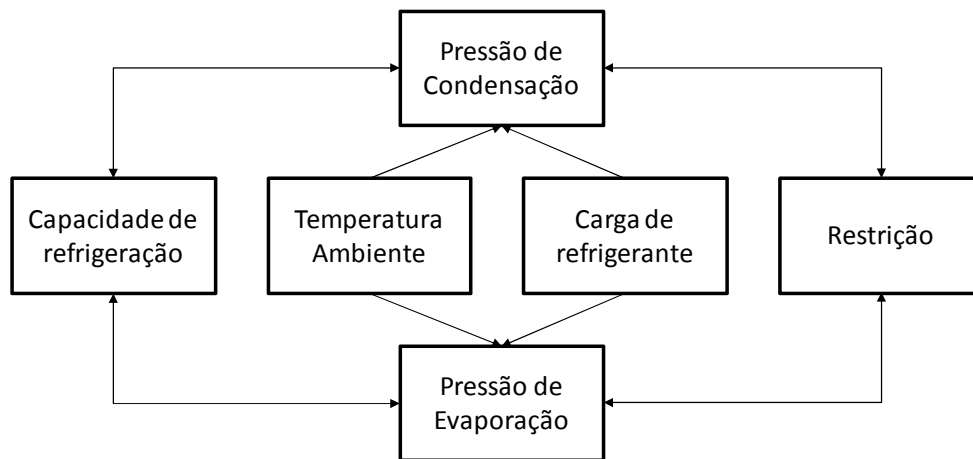 Pressão de
Condensação
Capacidade de
refrigeração
Temperatura
Ambiente
Carga de
refrigerante
Restrição
Pressão de
Evaporação